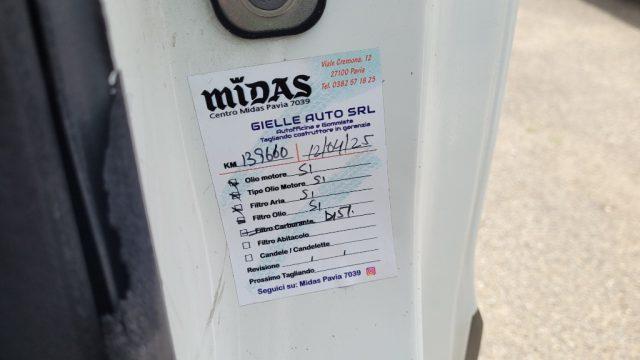 MIDAS
Centro Midas Pavia 7039
Viale Cremona, 12
27100 Pavia
Tel. 0382 57 18 25
GIELLE AUTO SRL
Autofficina e Gommista
Tagliando costruttore in garanzia
KM 139660 12/04/25
Olio motore SI
Tipo Olio Motore SI
Filtro Aria SI
Filtro Olio SI
Filtro Carburante DIST.
Filtro Abitacolo
Candele / Candelette
Revisione / /
Prossimo Tagliando
Seguici su: Midas Pavia 7039